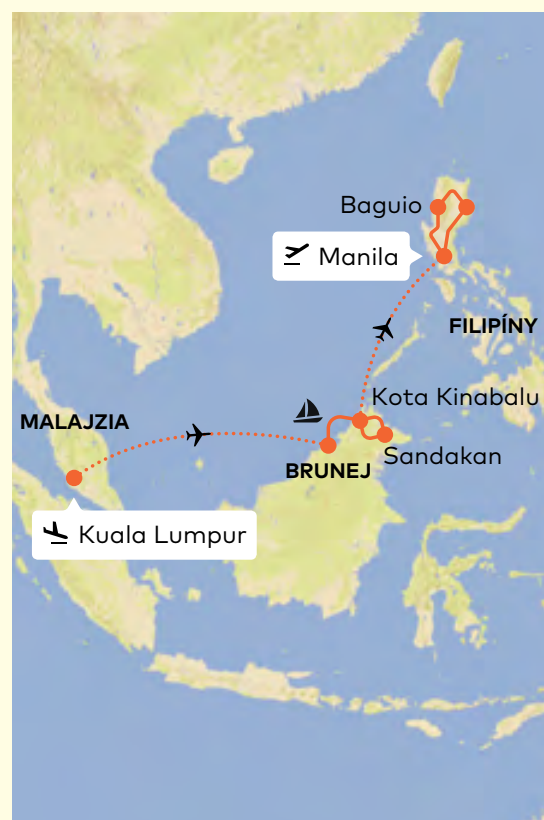 Baguio
Manila
FILIPÍNY
Kota Kinabalu
MALAJZIA
Sandakan
BRUNEJ
Kuala Lumpur